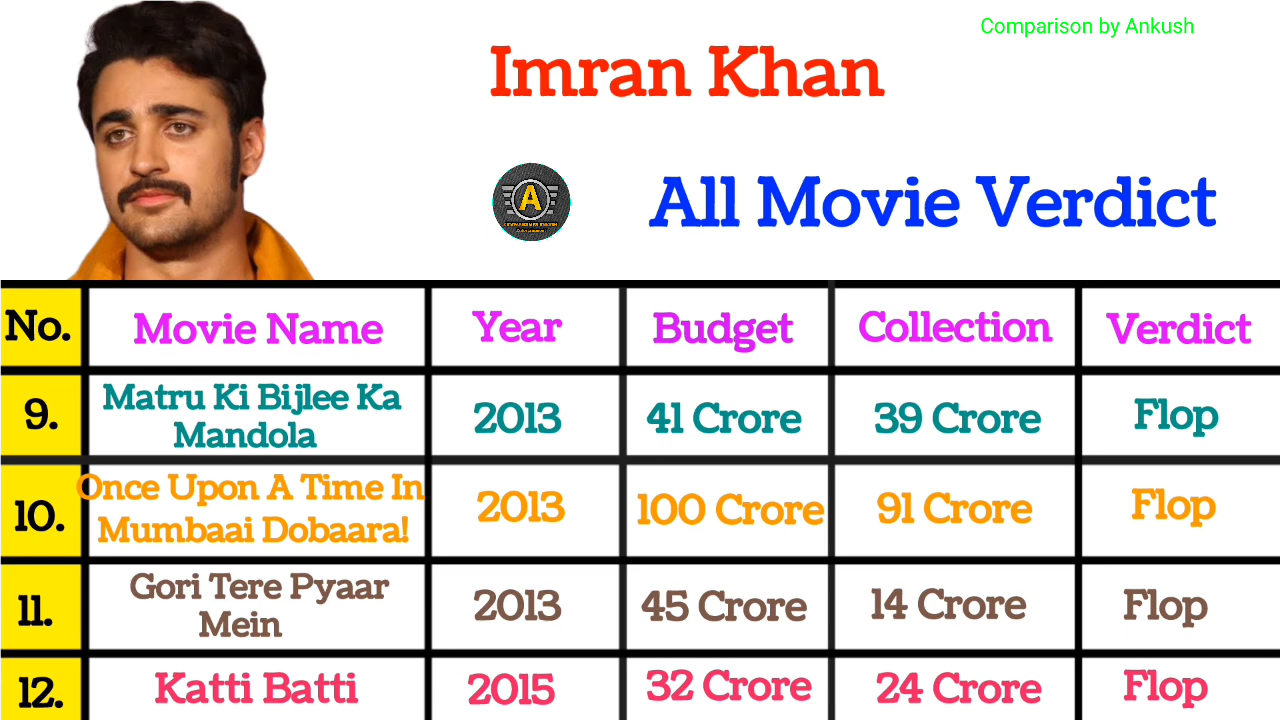 Comparison by Ankush
Imran Khan
A
All Movie Verdict
No. Movie Name Year Budget Collection Verdict
9. Matru Ki Bijlee Ka 2013 41 Crore 39 Crore Flop
Mandola
10. Once Upon A Time In 2013 100 Crore 91 Crore Flop
Mumbaai Dobaara!
11. Gori Tere Pyaar 2013 45 Crore 14 Crore Flop
Mein
12. Katti Batti 2015 32 Crore 24 Crore Flop